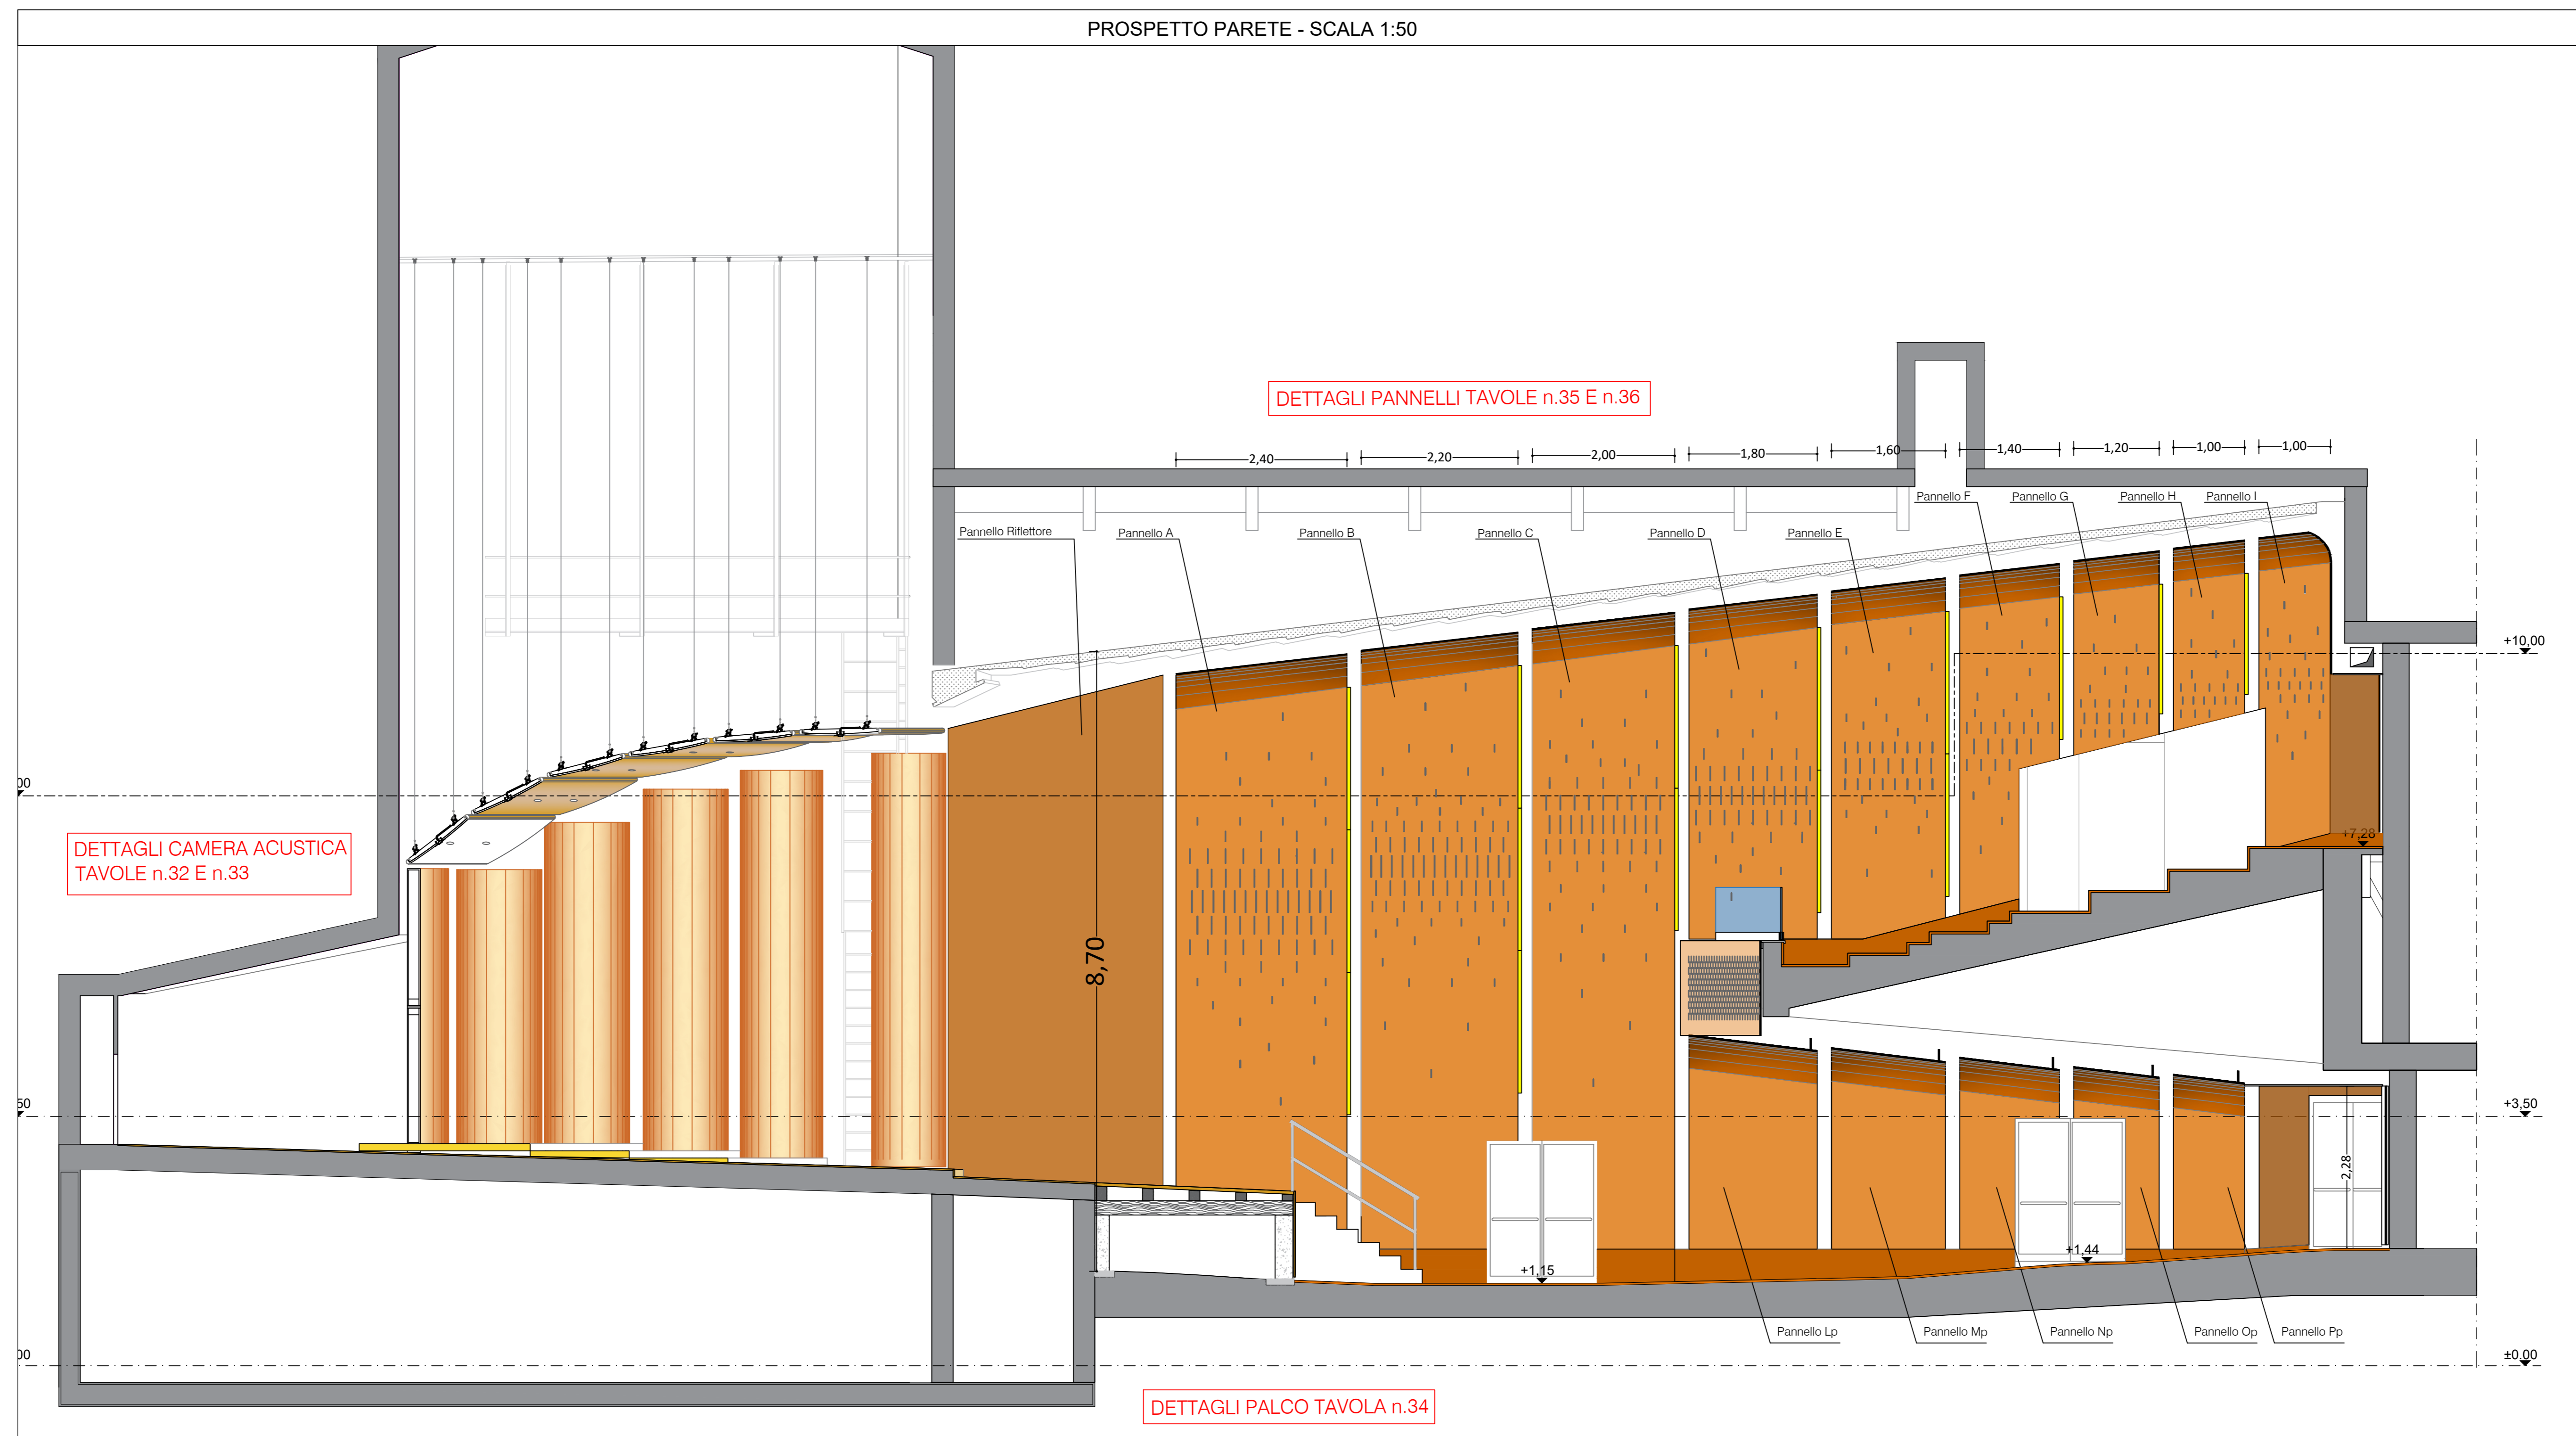 PROSPETTO PARETE - SCALA 1:50
DETTAGLI PANNELLI TAVOLE n.35 E n.36
2,40
2,20
2,00
1,80
1,60
1,40
1,20
1,00
1,00
Pannello Riflettore
Pannello A
Pannello B
Pannello C
Pannello D
Pannello E
Pannello F
Pannello G
Pannello H
Pannello I
+10,00
00
DETTAGLI CAMERA ACUSTICA
TAVOLE n.32 E n.33
+7,28
8,70
50
+3,50
2,28
+1,15
+1,44
Pannello Lp
Pannello Mp
Pannello Np
Pannello Op
Pannello Pp
00
±0,00
DETTAGLI PALCO TAVOLA n.34